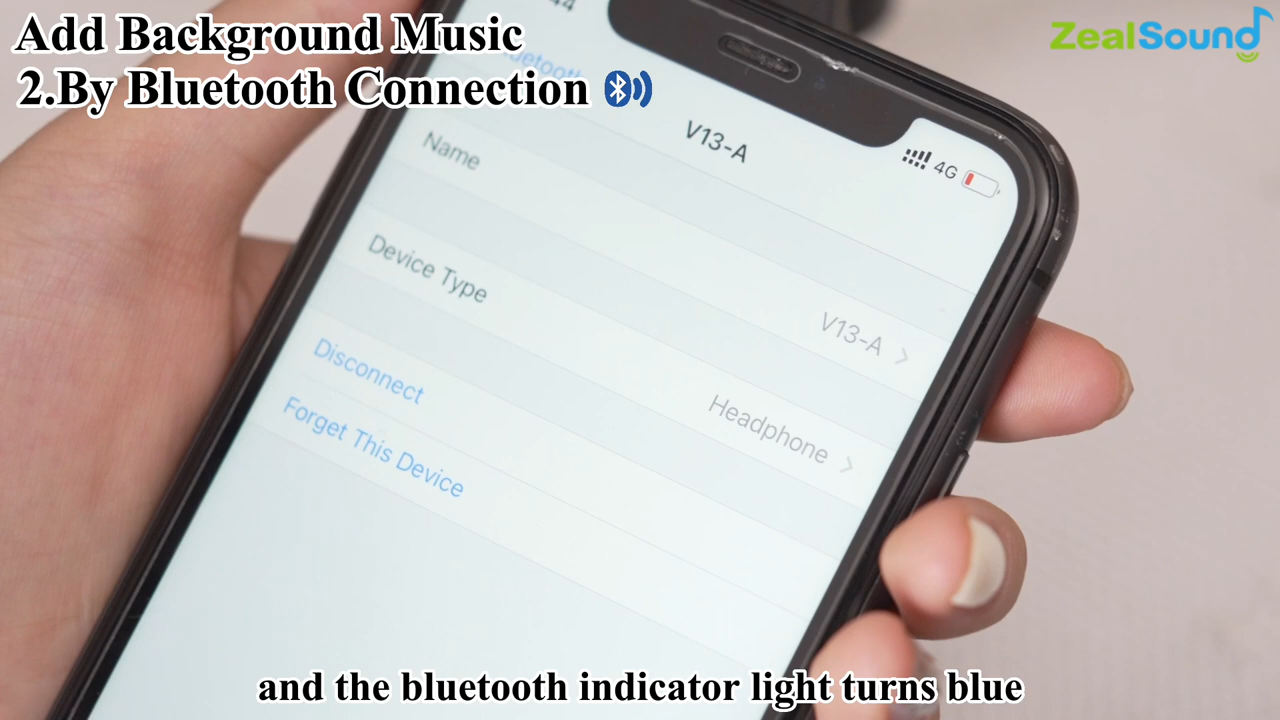 Add Background Music
ZealSound
2.By Bluetooth Connection
V13-A
4G
Name
V13-A
Device Type
Headphone
Disconnect
Forget This Device
and the bluetooth indicator light turns blue